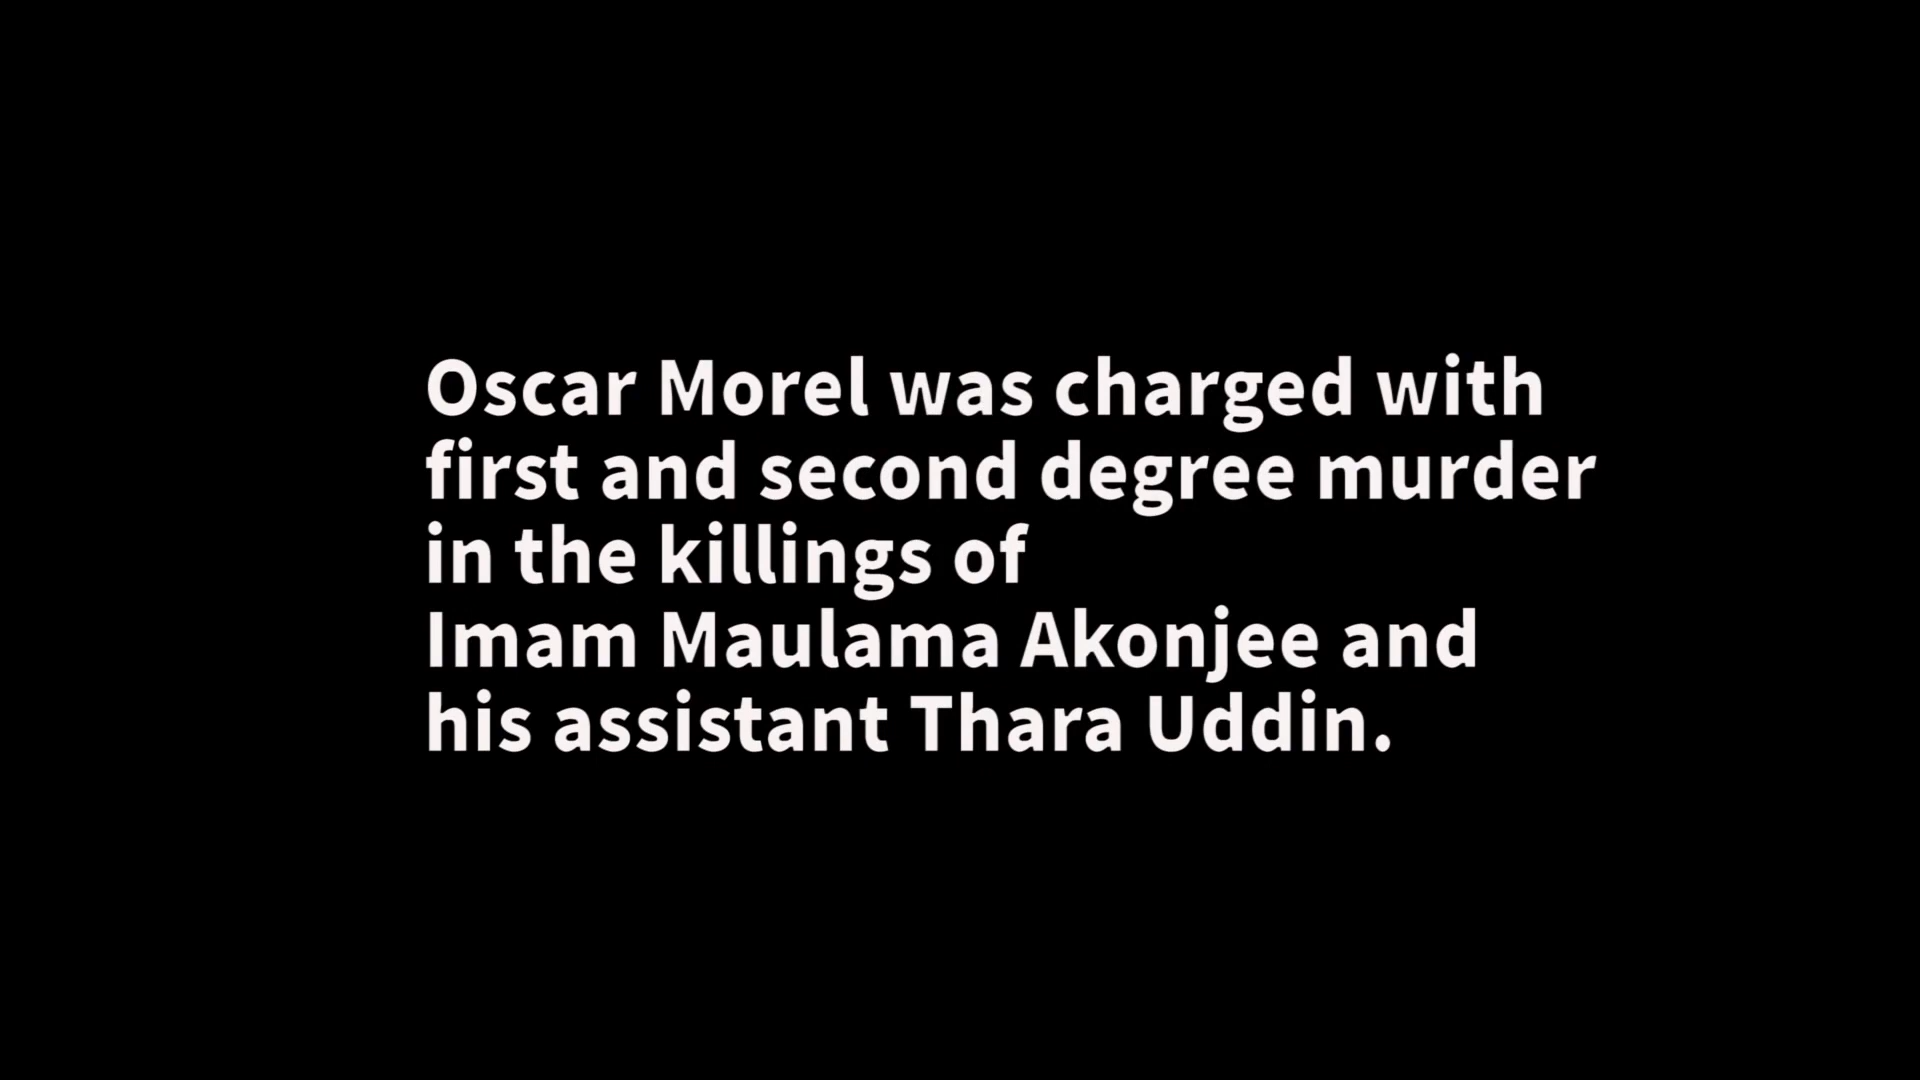 Oscar Morel was charged with
first and second degree murder
in the killings of
Imam Maulama Akonjee and
his assistant Thara Uddin.